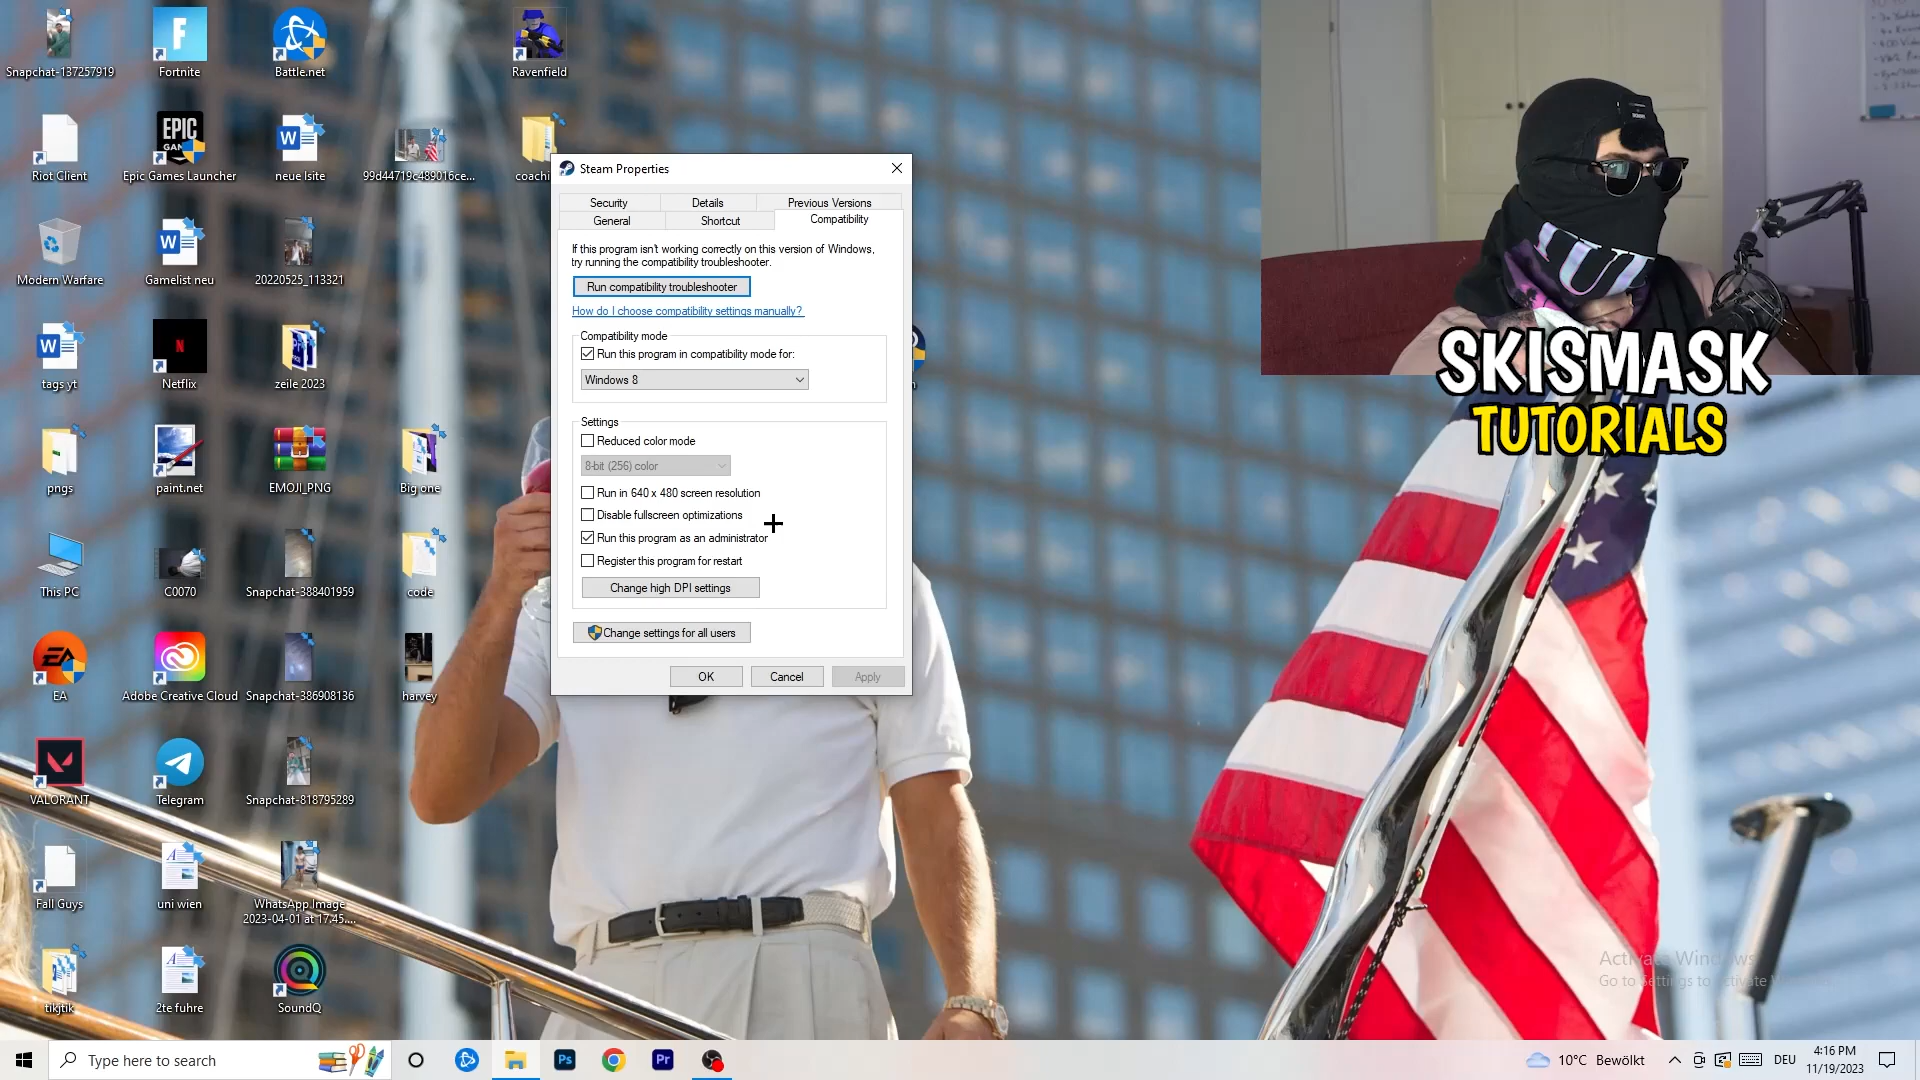 Snapchat-137257919
Fortnite
Battle.net
Ravenfield
Riot Client
EPIC
Epic Games Launcher
neue lsite
99d44719c489016ce...
coachi
Modern Warfare
Gamelist neu
20220525_113321
tags yt
Netflix
zeile 2023
pngs
paint.net
EMOJI_PNG
Big one
This PC
C0070
Snapchat-388401959
code
EA
Adobe Creative Cloud
Snapchat-386908136
harvey
VALORANT
Telegram
Snapchat-818795289
Fall Guys
uni wien
WhatsApp Image
2023-04-01 at 17.45....
tikjtik
2te fuhre
SoundQ
Steam Properties
Security
Details
Previous Versions
General
Shortcut
Compatibility
If this program isn't working correctly on this version of Windows,
try running the compatibility troubleshooter.
Run compatibility troubleshooter
How do I choose compatibility settings manually?
Compatibility mode
Run this program in compatibility mode for:
Windows 8
Settings
Reduced color mode
8-bit (256) color
Run in 640 x 480 screen resolution
Disable fullscreen optimizations
Run this program as an administrator
Register this program for restart
Change high DPI settings
Change settings for all users
OK
Cancel
Apply
SKISMASK
TUTORIALS
Activate Windows
Go to Settings to activate
Type here to search
Ps
Pr
10°C Bewölkt
DEU
4:16 PM
11/19/2023